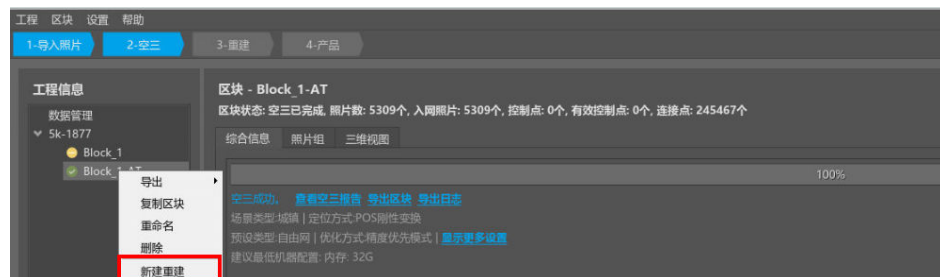 工程 区块 设置 帮助
1-导入照片 2-空三 3-重建 4-产品
工程信息
数据管理
5k-1877
Block_1
Block_1-AT
导出
复制区块
重命名
删除
新建重建
区块 - Block_1-AT
区块状态: 空三已完成, 照片数: 5309个, 入网照片: 5309个, 控制点: 0个, 有效控制点: 0个, 连接点: 245467个
综合信息 照片组 三维视图
100%
空三成功, 查看空三报告 导出区块 导出日志
场景类型:城镇 | 定位方式:POS刚性变换
预设类型:自由网 | 优化方式:精度优先模式 | 显示更多设置
建议最低机器配置: 内存: 32G